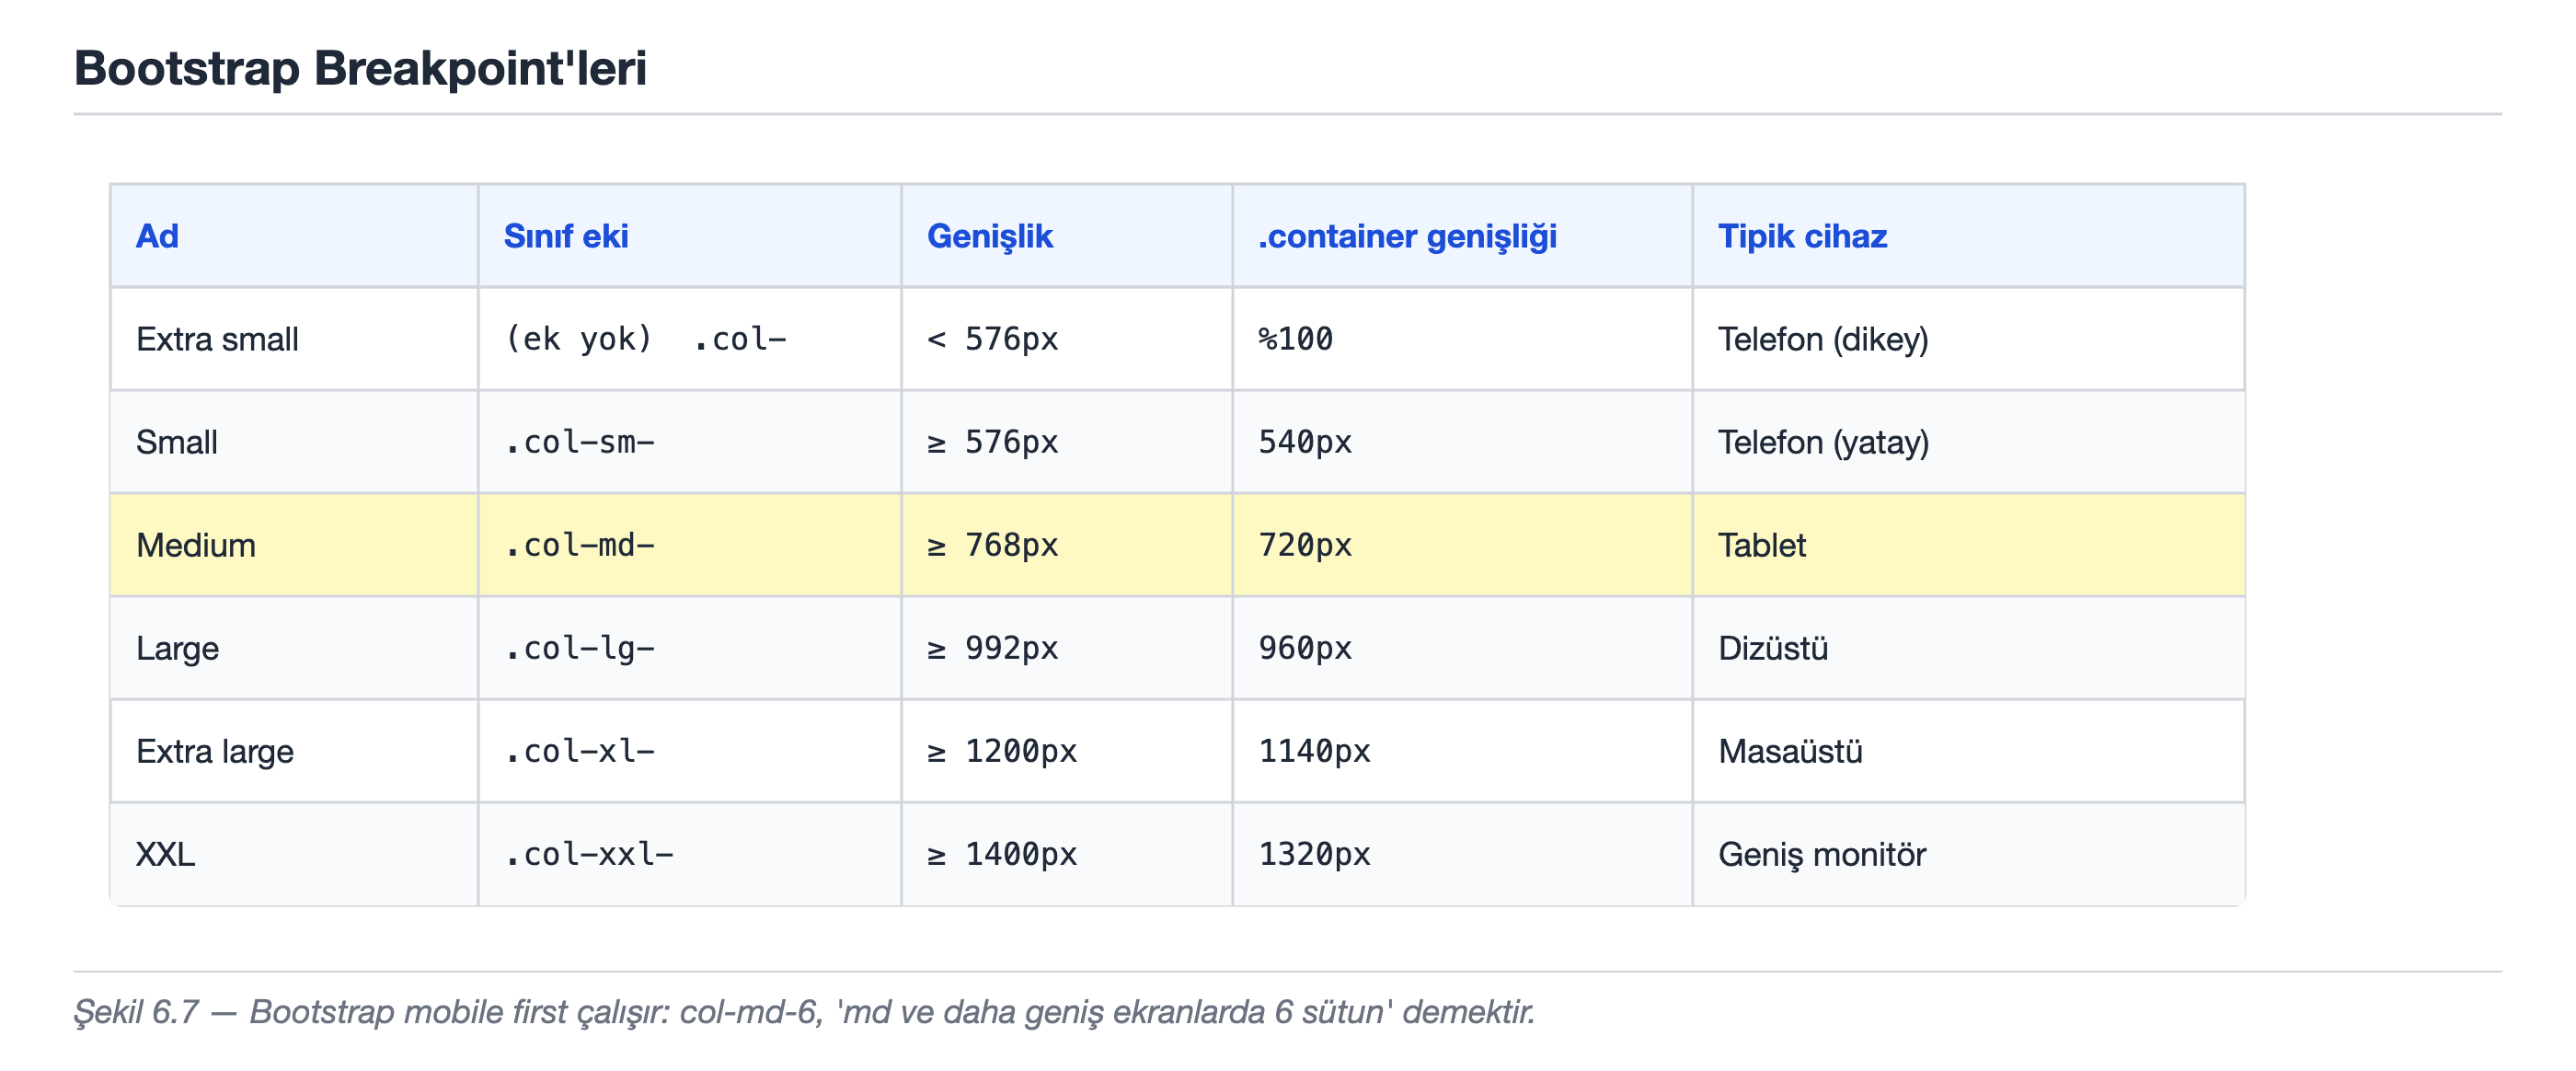 Bootstrap Breakpoint'leri
Ad Sınıf eki Genişlik .container genişliği Tipik cihaz
Extra small (ek yok) .col- < 576px %100 Telefon (dikey)
Small .col-sm- ≥ 576px 540px Telefon (yatay)
Medium .col-md- ≥ 768px 720px Tablet
Large .col-lg- ≥ 992px 960px Dizüstü
Extra large .col-xl- ≥ 1200px 1140px Masaüstü
XXL .col-xxl- ≥ 1400px 1320px Geniş monitör
Şekil 6.7 — Bootstrap mobile first çalışır: col-md-6, 'md ve daha geniş ekranlarda 6 sütun' demektir.